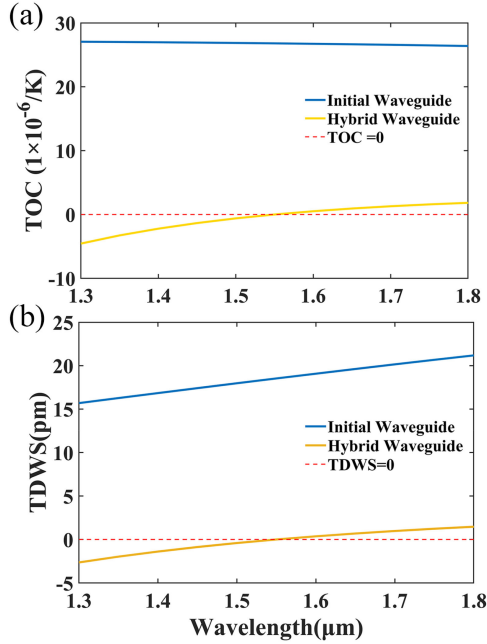 (a)
30
20
10
0
-10
TOC (1×10⁻⁶/K)
Initial Waveguide
Hybrid Waveguide
TOC =0
1.3 1.4 1.5 1.6 1.7 1.8
(b)
25
20
15
10
5
0
-5
TDWS(pm)
Initial Waveguide
Hybrid Waveguide
TDWS=0
1.3 1.4 1.5 1.6 1.7 1.8
Wavelength(μm)